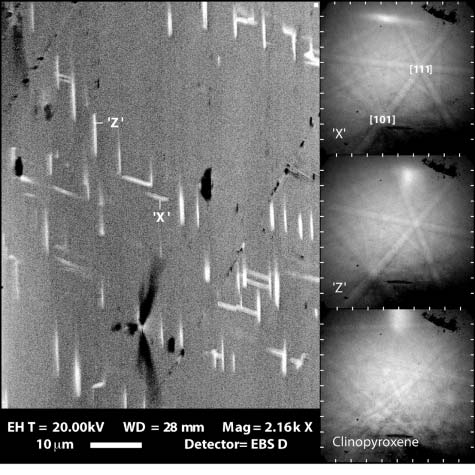 'Z'
'X'
[111]
[101]
'X'
'Z'
Clinopyroxene
EH T = 20.00kV WD = 28 mm Mag = 2.16k X
10 µm Detector= EBS D